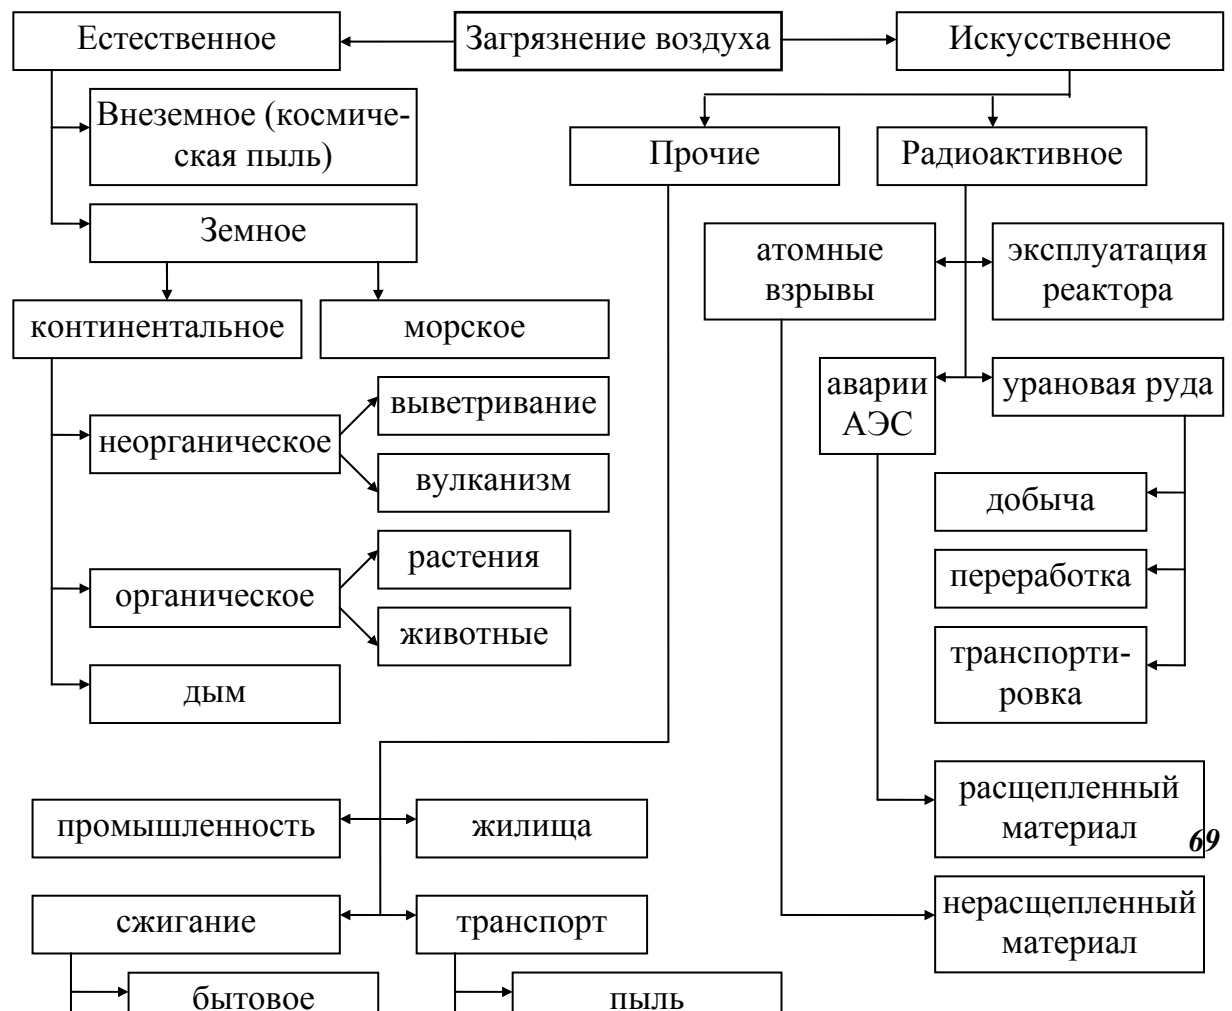 Естественное
Загрязнение воздуха
Искусственное
Внеземное (космиче-
ская пыль)
Прочие
Радиоактивное
Земное
атомные
взрывы
эксплуатация
реактора
континентальное
морское
аварии
АЭС
урановая руда
неорганическое
выветривание
вулканизм
добыча
органическое
растения
животные
переработка
транспорти-
ровка
дым
промышленность
жилища
расщепленный
материал
69
сжигание
транспорт
нерасщепленный
материал
бытовое
пыль